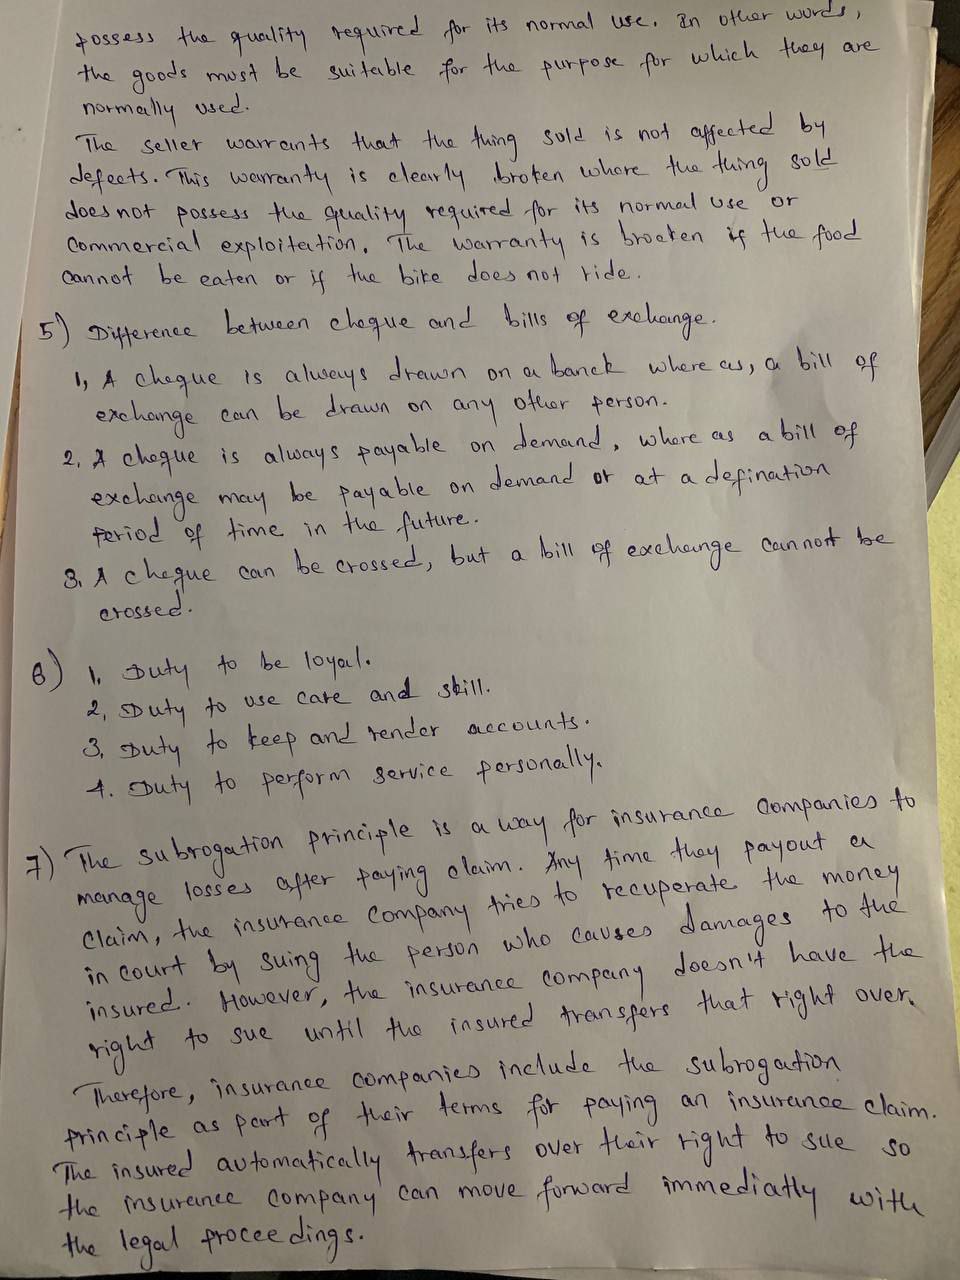 possess the quality required for its normal use. In other words,
the goods must be suitable for the purpose for which they are
normally used.
The seller warrants that the thing sold is not affected by
defects. This warranty is clearly broken where the thing sold
does not possess the quality required for its normal use or
Commercial exploitation. The warranty is broken if the food
cannot be eaten or if the bike does not ride.
5) Difference between cheque and bills of exchange.
1, A cheque is always drawn on a banck where as, a bill of
exchange can be drawn on any other person.
2. A cheque is always payable on demand, where as a bill of
exchange may be payable on demand or at a defination
period of time in the future.
3. A cheque can be crossed, but a bill of exchange cannot be
crossed.
6) 1. Duty to be loyal.
2, Duty to use care and skill.
3, Duty to keep and render accounts.
4. Duty to perform service personally.
7) The subrogation principle is a way for insurance companies to
manage losses after paying claim. Any time they payout a
claim, the insurance company tries to recuperate the money
in court by suing the person who causes damages to the
insured. However, the insurance company doesn't have the
right to sue until the insured transfers that right over.
Therefore, insurance companies include the subrogation
principle as part of their terms for paying an insurance claim.
The insured automatically transfers over their right to sue so
the insurance company can move forward immediatly with
the legal proceedings.